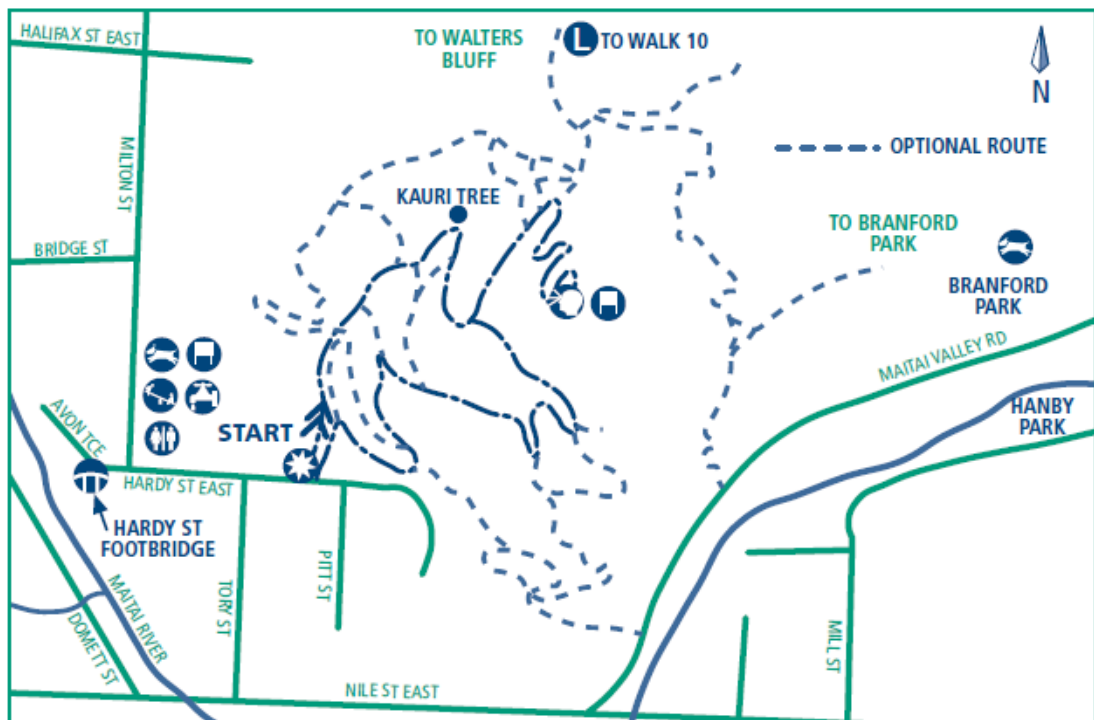 HALIFAX ST EAST
TO WALTERS
BLUFF
L TO WALK 10
N
OPTIONAL ROUTE
MILTON ST
KAURI TREE
BRIDGE ST
TO BRANFORD
PARK
BRANFORD
PARK
MAITAI VALLEY RD
HANBY
PARK
AVON TCE
START
HARDY ST EAST
HARDY ST
FOOTBRIDGE
PITT ST
TORY ST
MAITAI RIVER
DOMETT ST
MILL ST
NILE ST EAST